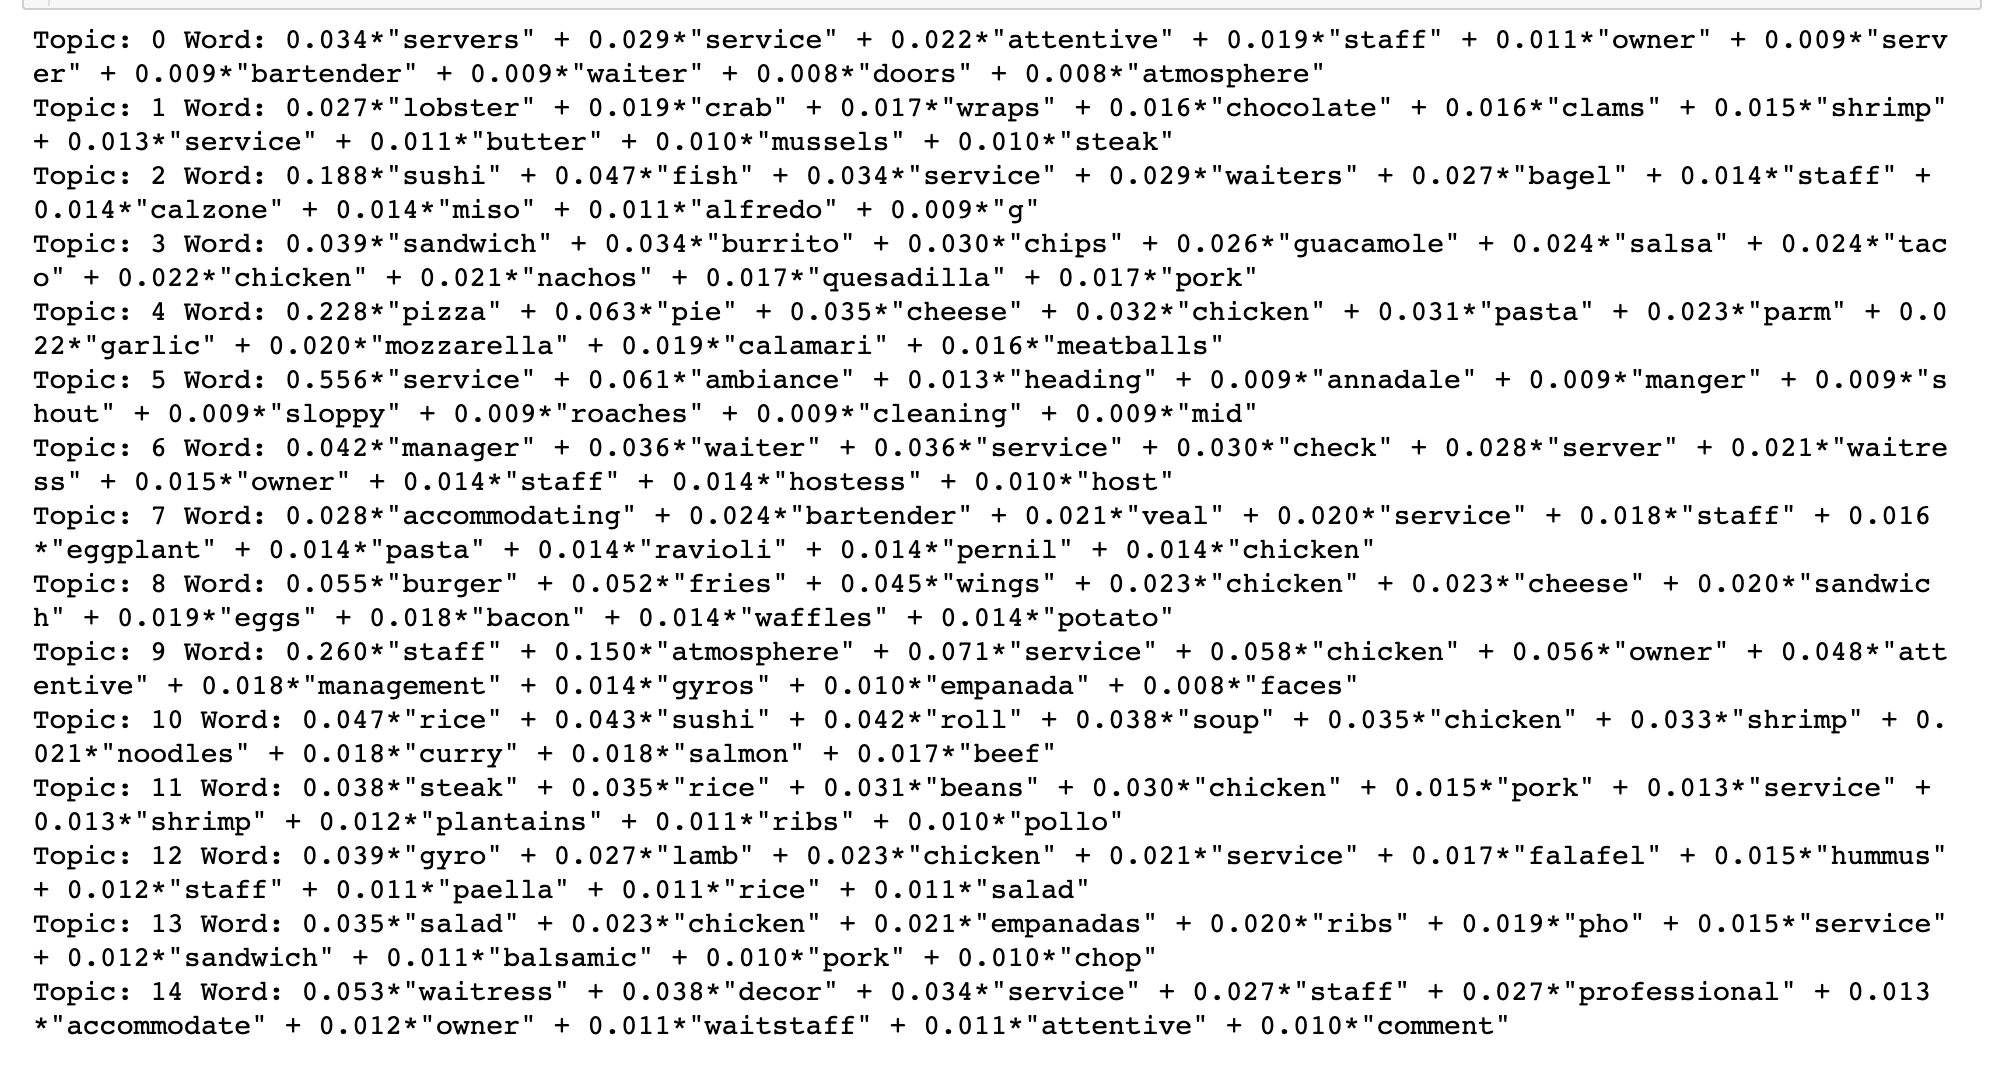 Topic: 0 Word: 0.034*"servers" + 0.029*"service" + 0.022*"attentive" + 0.019*"staff" + 0.011*"owner" + 0.009*"serv
er" + 0.009*"bartender" + 0.009*"waiter" + 0.008*"doors" + 0.008*"atmosphere"
Topic: 1 Word: 0.027*"lobster" + 0.019*"crab" + 0.017*"wraps" + 0.016*"chocolate" + 0.016*"clams" + 0.015*"shrimp"
+ 0.013*"service" + 0.011*"butter" + 0.010*"mussels" + 0.010*"steak"
Topic: 2 Word: 0.188*"sushi" + 0.047*"fish" + 0.034*"service" + 0.029*"waiters" + 0.027*"bagel" + 0.014*"staff" +
0.014*"calzone" + 0.014*"miso" + 0.011*"alfredo" + 0.009*"g"
Topic: 3 Word: 0.039*"sandwich" + 0.034*"burrito" + 0.030*"chips" + 0.026*"guacamole" + 0.024*"salsa" + 0.024*"tac
o" + 0.022*"chicken" + 0.021*"nachos" + 0.017*"quesadilla" + 0.017*"pork"
Topic: 4 Word: 0.228*"pizza" + 0.063*"pie" + 0.035*"cheese" + 0.032*"chicken" + 0.031*"pasta" + 0.023*"parm" + 0.0
22*"garlic" + 0.020*"mozzarella" + 0.019*"calamari" + 0.016*"meatballs"
Topic: 5 Word: 0.556*"service" + 0.061*"ambiance" + 0.013*"heading" + 0.009*"annadale" + 0.009*"manger" + 0.009*"s
hout" + 0.009*"sloppy" + 0.009*"roaches" + 0.009*"cleaning" + 0.009*"mid"
Topic: 6 Word: 0.042*"manager" + 0.036*"waiter" + 0.036*"service" + 0.030*"check" + 0.028*"server" + 0.021*"waitre
ss" + 0.015*"owner" + 0.014*"staff" + 0.014*"hostess" + 0.010*"host"
Topic: 7 Word: 0.028*"accommodating" + 0.024*"bartender" + 0.021*"veal" + 0.020*"service" + 0.018*"staff" + 0.016
*"eggplant" + 0.014*"pasta" + 0.014*"ravioli" + 0.014*"pernil" + 0.014*"chicken"
Topic: 8 Word: 0.055*"burger" + 0.052*"fries" + 0.045*"wings" + 0.023*"chicken" + 0.023*"cheese" + 0.020*"sandwic
h" + 0.019*"eggs" + 0.018*"bacon" + 0.014*"waffles" + 0.014*"potato"
Topic: 9 Word: 0.260*"staff" + 0.150*"atmosphere" + 0.071*"service" + 0.058*"chicken" + 0.056*"owner" + 0.048*"att
entive" + 0.018*"management" + 0.014*"gyros" + 0.010*"empanada" + 0.008*"faces"
Topic: 10 Word: 0.047*"rice" + 0.043*"sushi" + 0.042*"roll" + 0.038*"soup" + 0.035*"chicken" + 0.033*"shrimp" + 0.
021*"noodles" + 0.018*"curry" + 0.018*"salmon" + 0.017*"beef"
Topic: 11 Word: 0.038*"steak" + 0.035*"rice" + 0.031*"beans" + 0.030*"chicken" + 0.015*"pork" + 0.013*"service" +
0.013*"shrimp" + 0.012*"plantains" + 0.011*"ribs" + 0.010*"pollo"
Topic: 12 Word: 0.039*"gyro" + 0.027*"lamb" + 0.023*"chicken" + 0.021*"service" + 0.017*"falafel" + 0.015*"hummus"
+ 0.012*"staff" + 0.011*"paella" + 0.011*"rice" + 0.011*"salad"
Topic: 13 Word: 0.035*"salad" + 0.023*"chicken" + 0.021*"empanadas" + 0.020*"ribs" + 0.019*"pho" + 0.015*"service"
+ 0.012*"sandwich" + 0.011*"balsamic" + 0.010*"pork" + 0.010*"chop"
Topic: 14 Word: 0.053*"waitress" + 0.038*"decor" + 0.034*"service" + 0.027*"staff" + 0.027*"professional" + 0.013
*"accommodate" + 0.012*"owner" + 0.011*"waitstaff" + 0.011*"attentive" + 0.010*"comment"